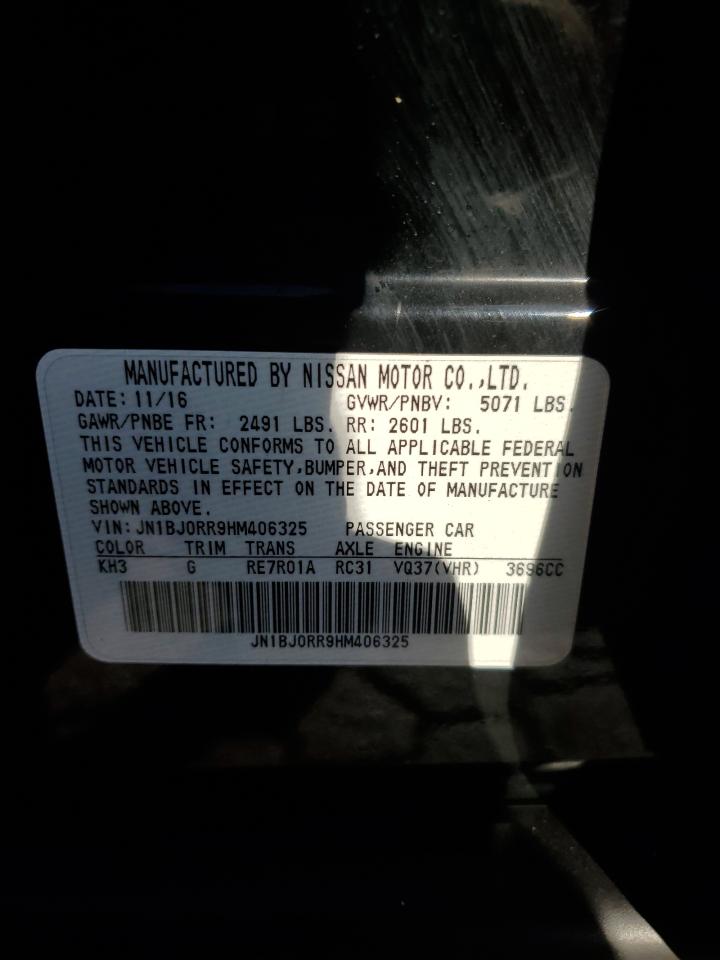 MANUFACTURED BY NISSAN MOTOR CO.,LTD.
DATE: 11/16 GVWR/PNBV: 5071 LBS.
GAWR/PNBE FR: 2491 LBS. RR: 2601 LBS.
THIS VEHICLE CONFORMS TO ALL APPLICABLE FEDERAL
MOTOR VEHICLE SAFETY,BUMPER,AND THEFT PREVENTION
STANDARDS IN EFFECT ON THE DATE OF MANUFACTURE
SHOWN ABOVE.
VIN: JN1BJ0RR9HM406325 PASSENGER CAR
COLOR TRIM TRANS AXLE ENGINE
KH3 G RE7R01A RC31 VQ37(VHR) 3696CC
JN1BJ0RR9HM406325